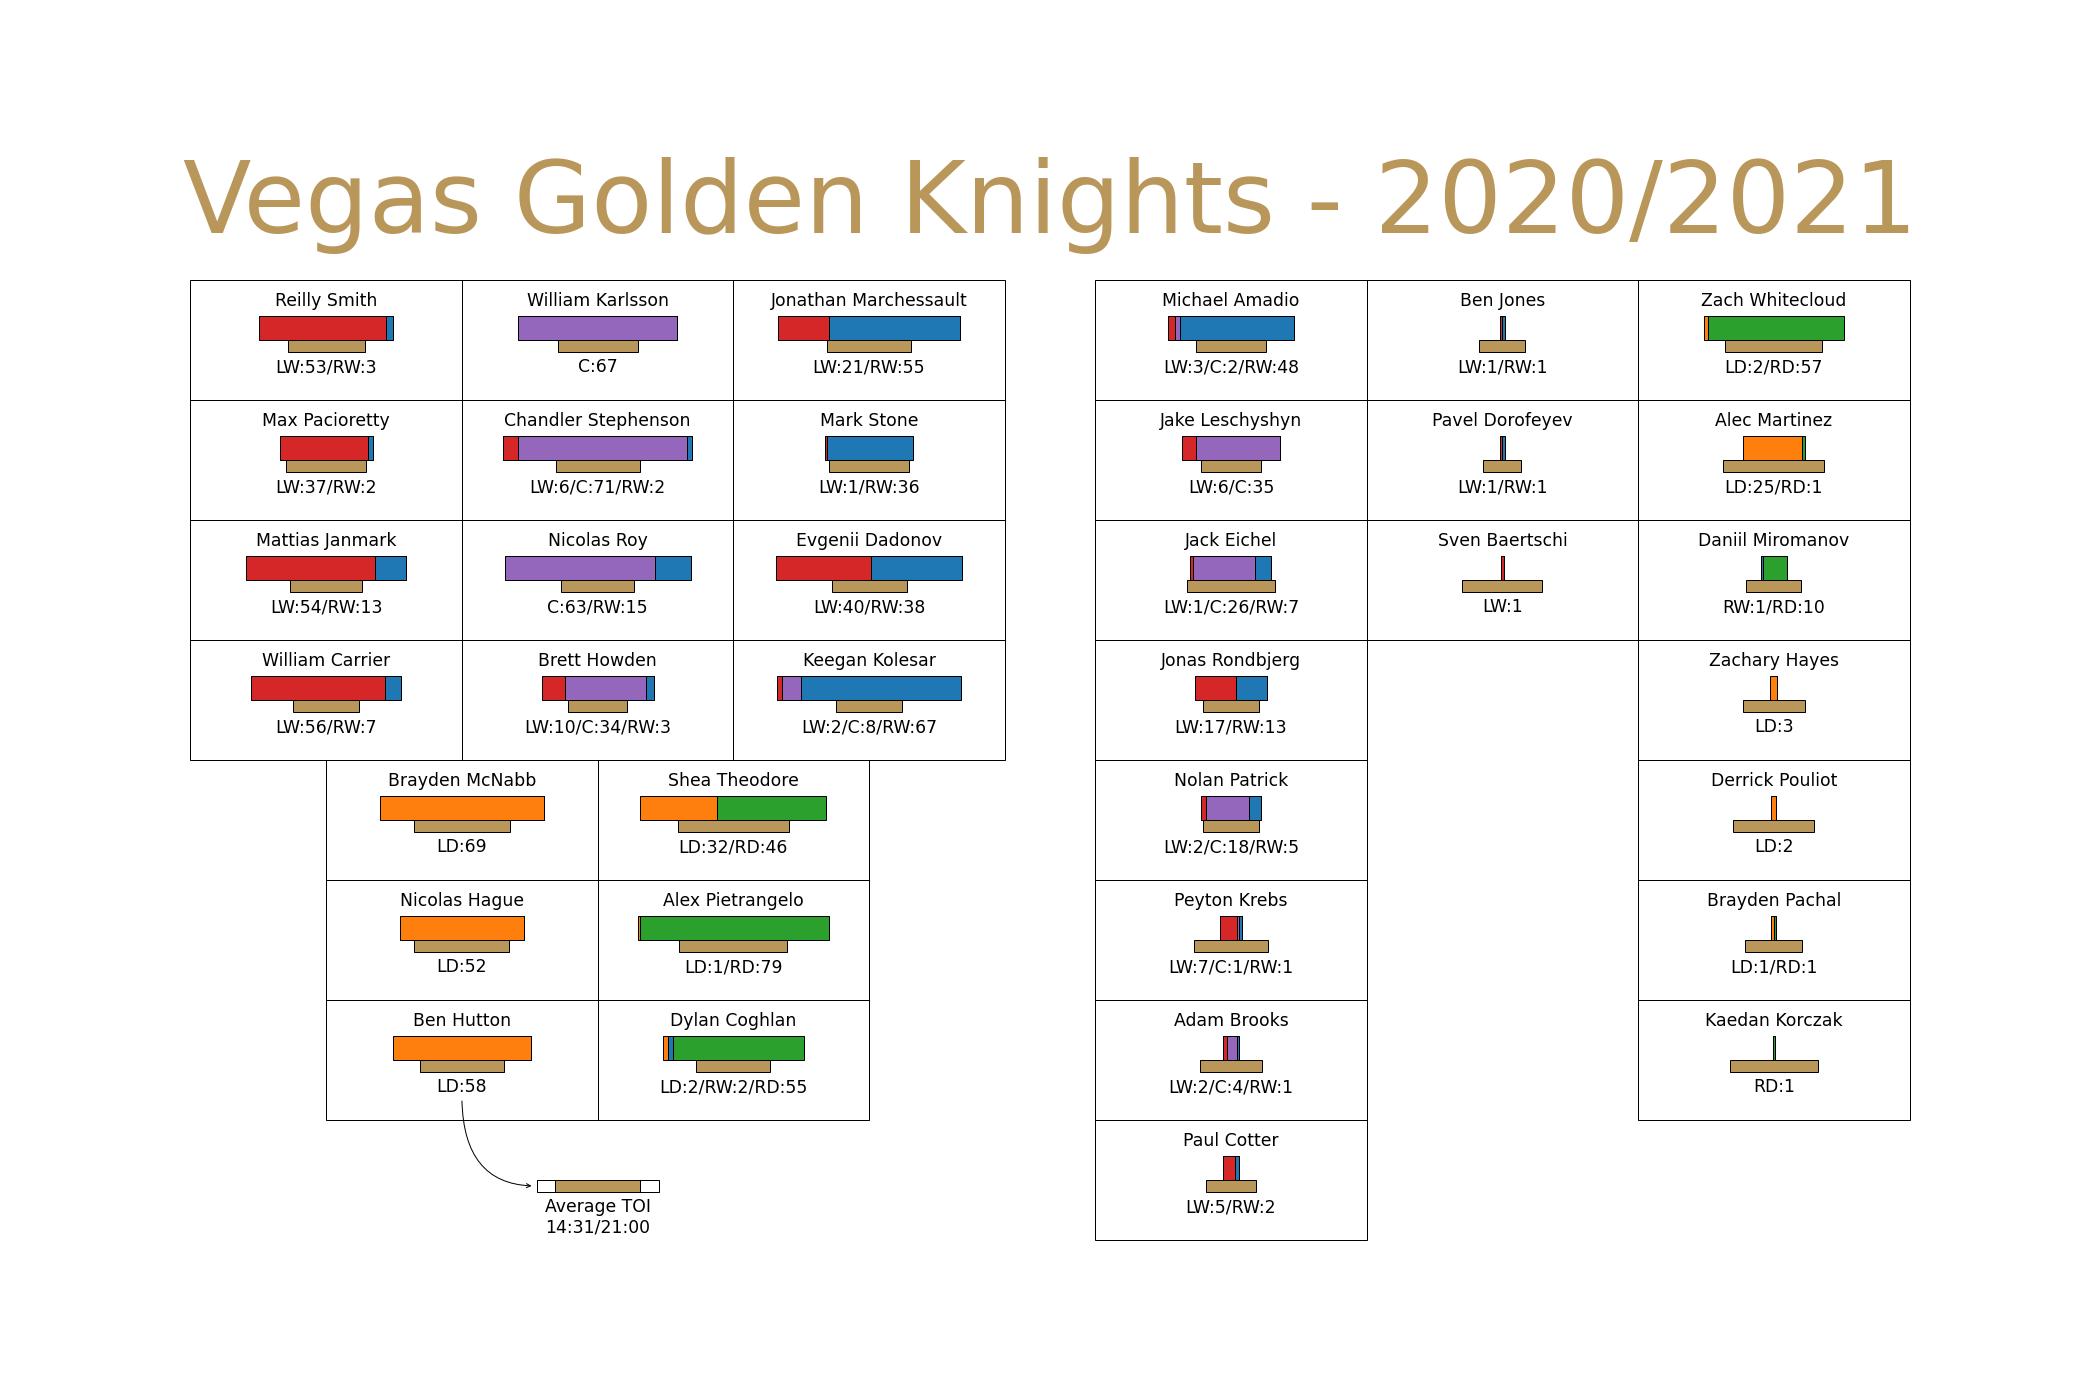 Vegas Golden Knights - 2020/2021
Reilly Smith
LW:53/RW:3
William Karlsson
C:67
Jonathan Marchessault
LW:21/RW:55
Max Pacioretty
LW:37/RW:2
Chandler Stephenson
LW:6/C:71/RW:2
Mark Stone
LW:1/RW:36
Mattias Janmark
LW:54/RW:13
Nicolas Roy
C:63/RW:15
Evgenii Dadonov
LW:40/RW:38
William Carrier
LW:56/RW:7
Brett Howden
LW:10/C:34/RW:3
Keegan Kolesar
LW:2/C:8/RW:67
Brayden McNabb
LD:69
Shea Theodore
LD:32/RD:46
Nicolas Hague
LD:52
Alex Pietrangelo
LD:1/RD:79
Ben Hutton
LD:58
Dylan Coghlan
LD:2/RW:2/RD:55
Average TOI
14:31/21:00
Michael Amadio
LW:3/C:2/RW:48
Ben Jones
LW:1/RW:1
Zach Whitecloud
LD:2/RD:57
Jake Leschyshyn
LW:6/C:35
Pavel Dorofeyev
LW:1/RW:1
Alec Martinez
LD:25/RD:1
Jack Eichel
LW:1/C:26/RW:7
Sven Baertschi
LW:1
Daniil Miromanov
RW:1/RD:10
Jonas Rondbjerg
LW:17/RW:13
Zachary Hayes
LD:3
Nolan Patrick
LW:2/C:18/RW:5
Derrick Pouliot
LD:2
Peyton Krebs
LW:7/C:1/RW:1
Brayden Pachal
LD:1/RD:1
Adam Brooks
LW:2/C:4/RW:1
Kaedan Korczak
RD:1
Paul Cotter
LW:5/RW:2